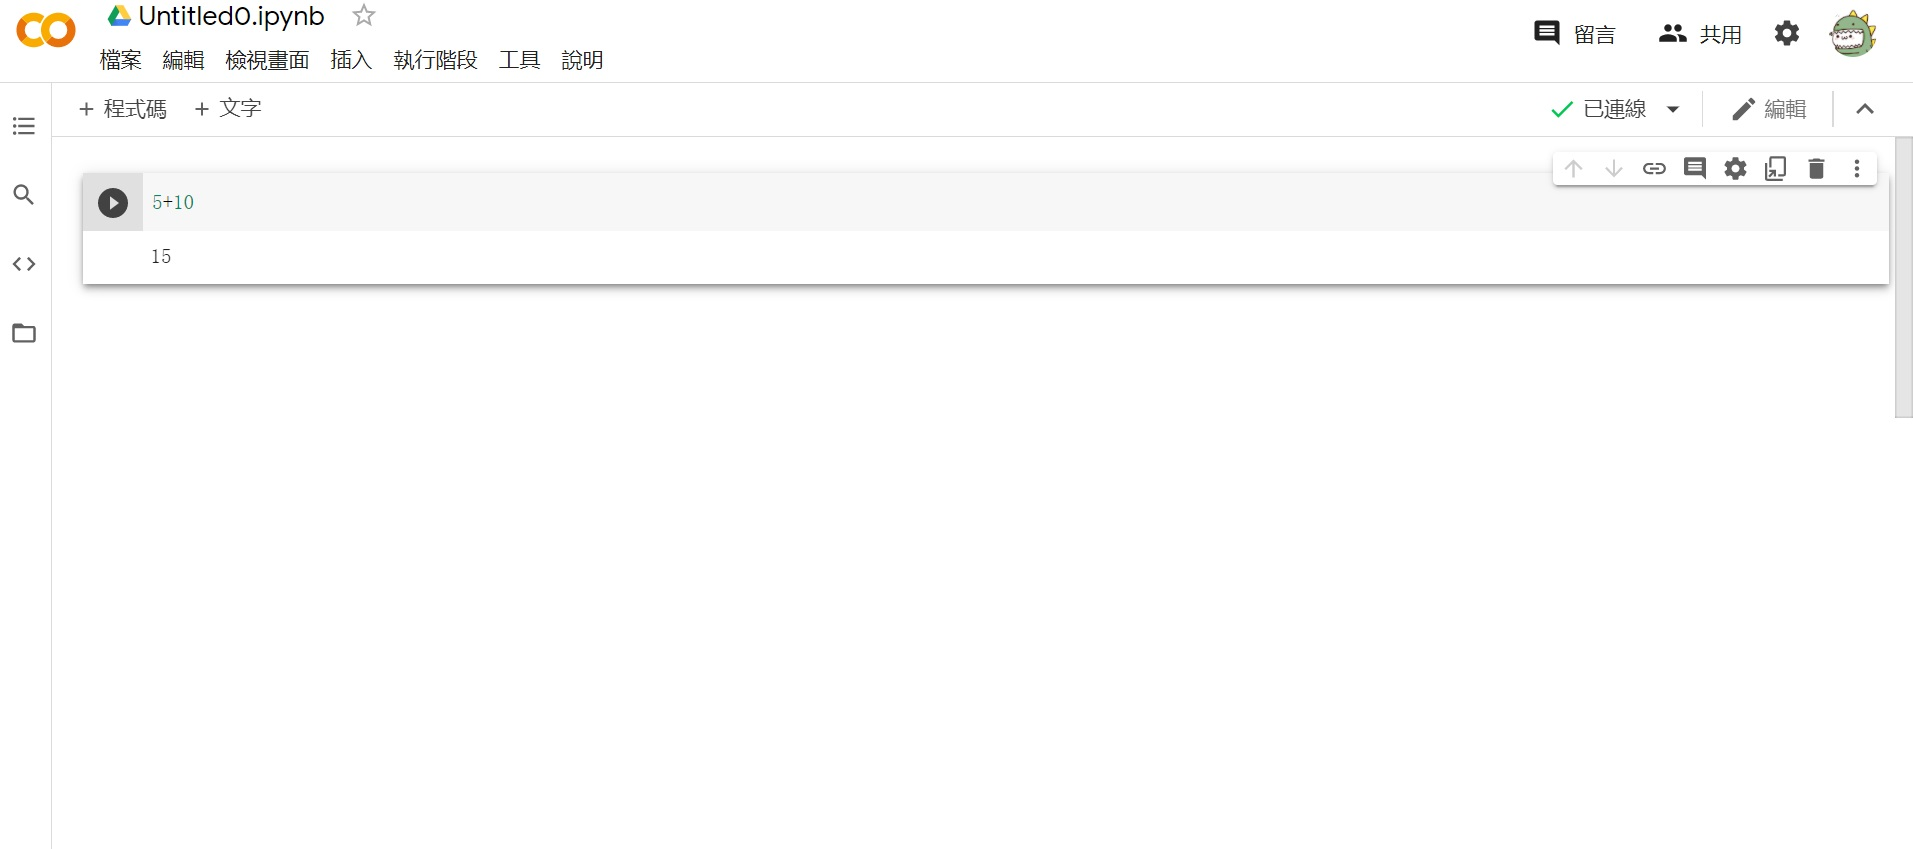 Untitled0.ipynb
檔案 編輯 檢視畫面 插入 執行階段 工具 說明
留言 共用
+ 程式碼 + 文字
已連線 編輯
5+10
15